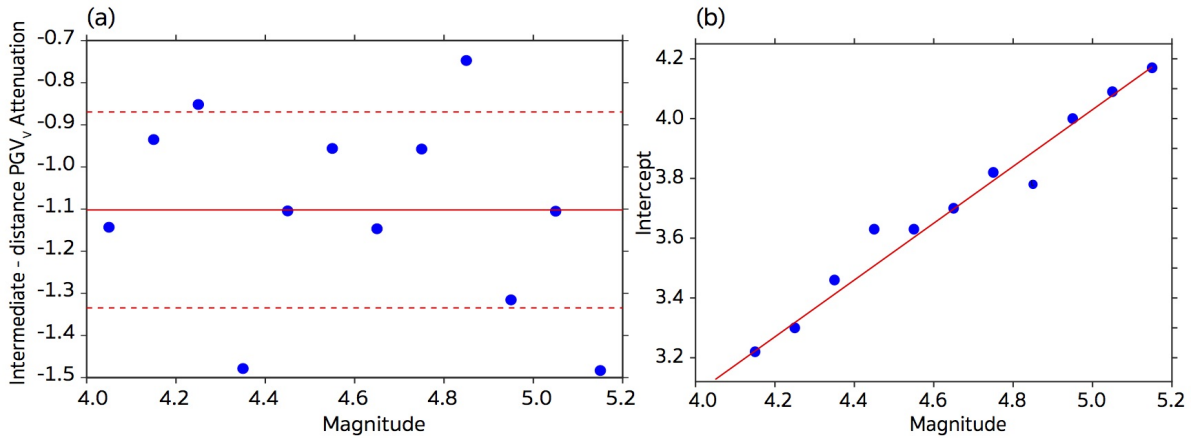 (a)
Intermediate - distance PGVᵥ Attenuation
-0.7
-0.8
-0.9
-1.0
-1.1
-1.2
-1.3
-1.4
-1.5
4.0 4.2 4.4 4.6 4.8 5.0 5.2
Magnitude
(b)
Intercept
4.2
4.0
3.8
3.6
3.4
3.2
4.0 4.2 4.4 4.6 4.8 5.0 5.2
Magnitude